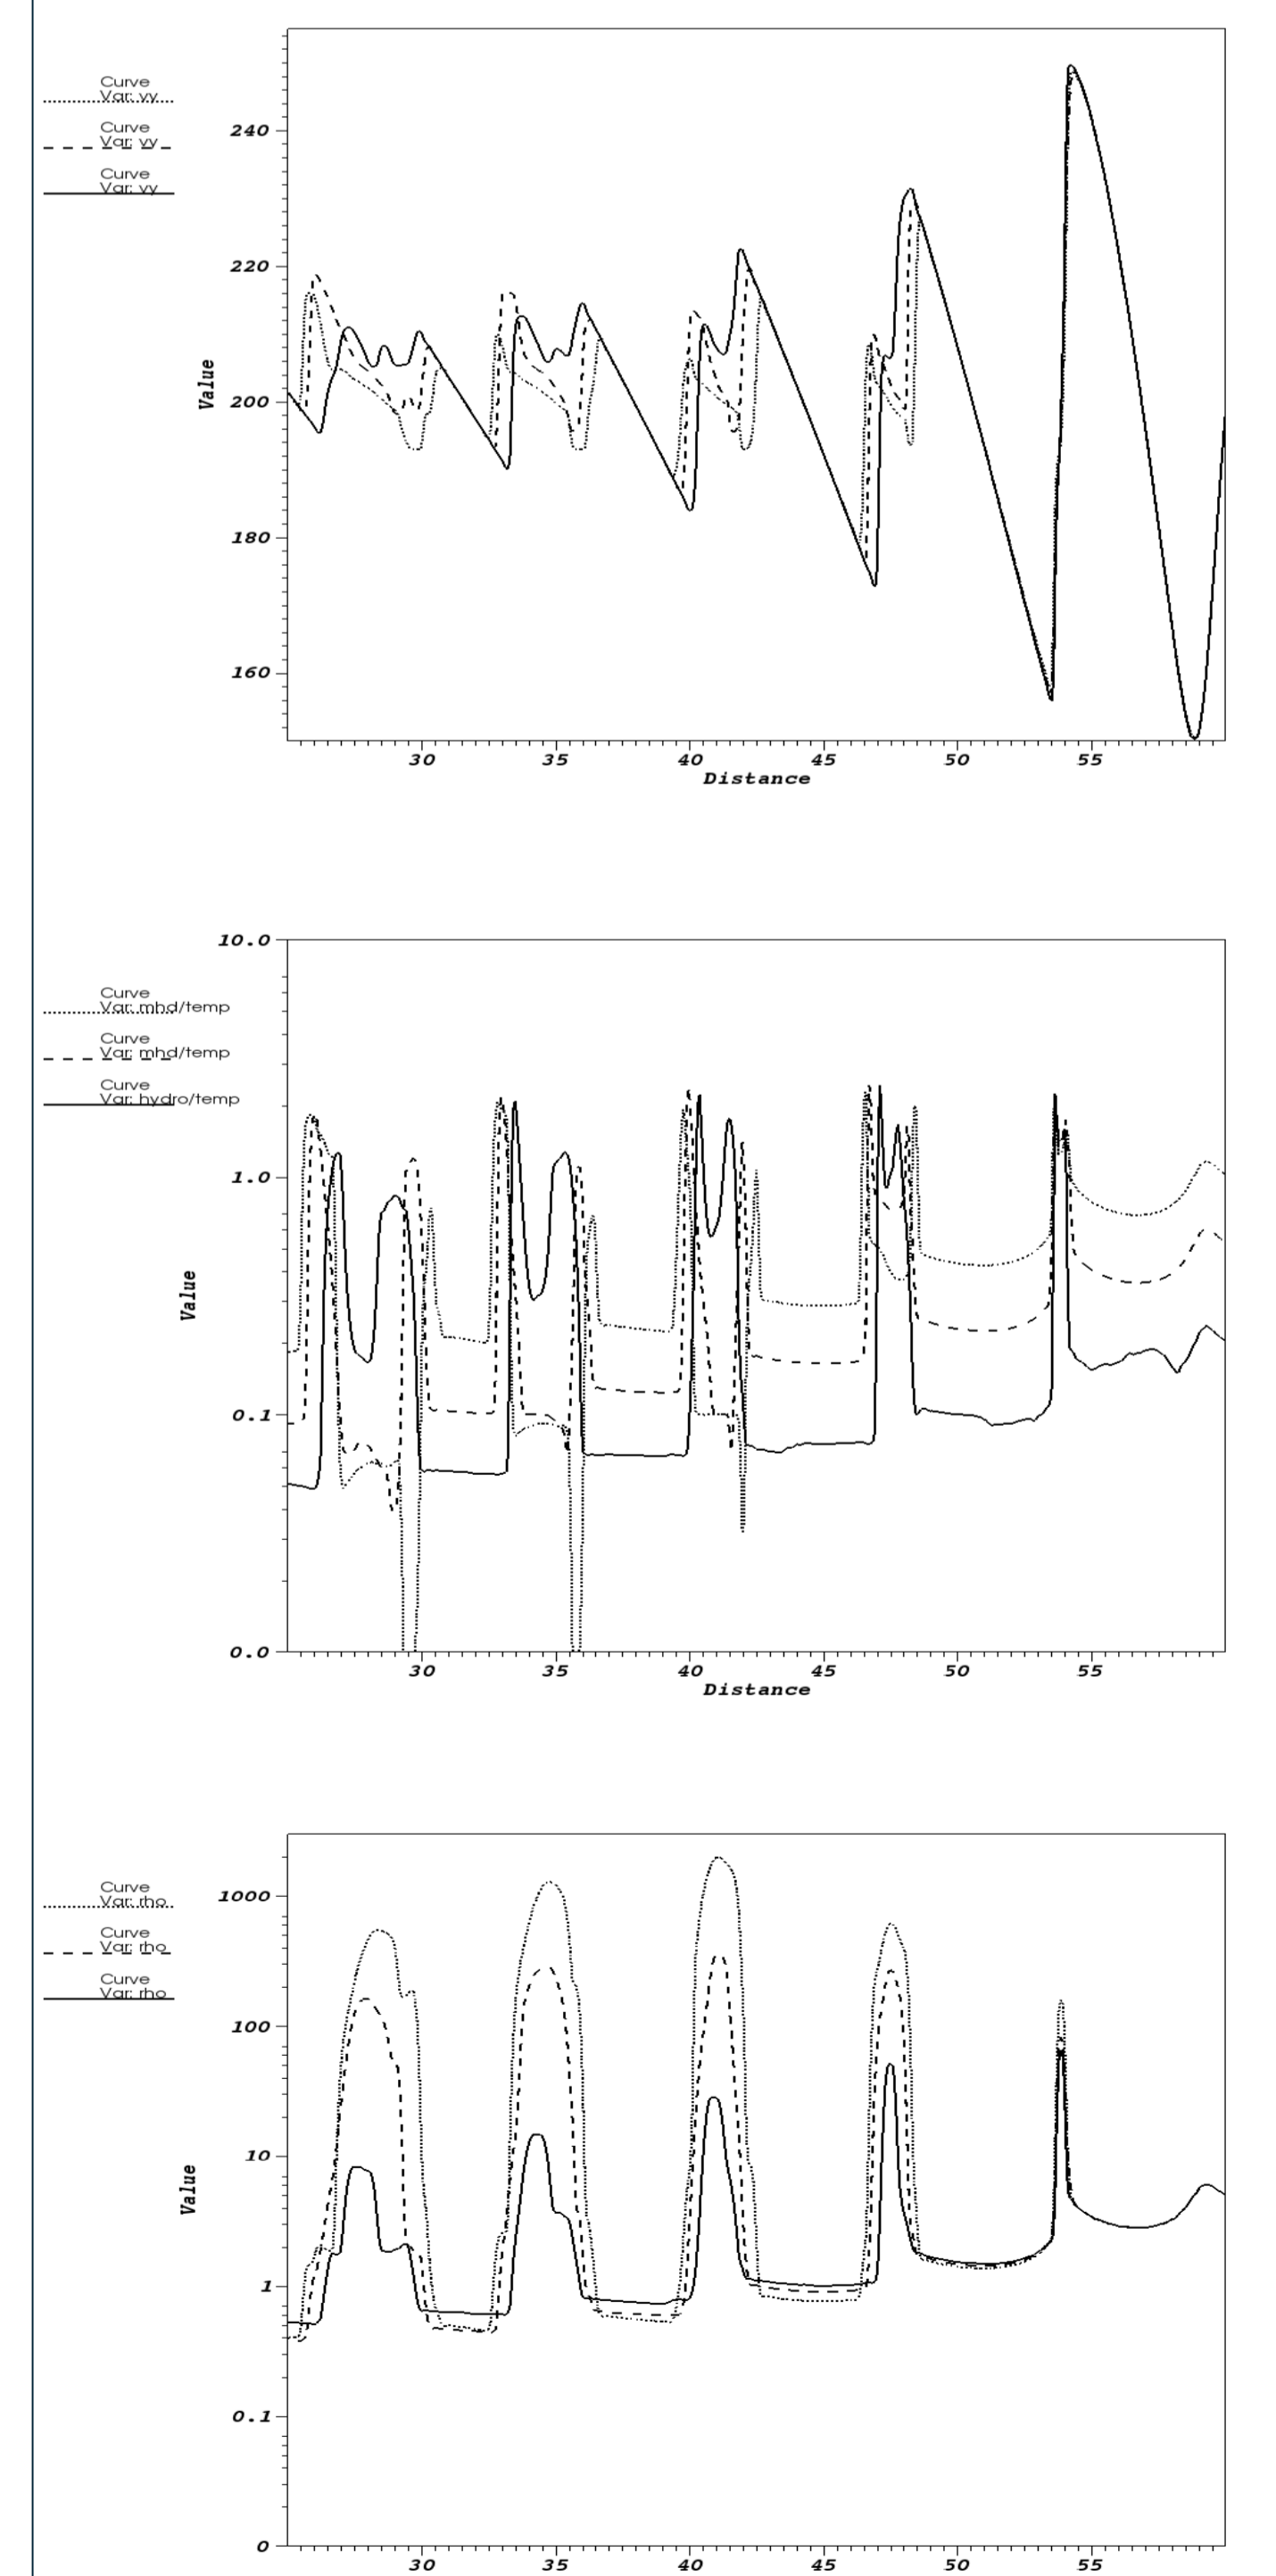 Curve
Var: vy
Curve
Var: vy
Curve
Var: vy
240
220
200
180
160
Value
30 35 40 45 50 55
Distance
Curve
Var: mhd/temp
Curve
Var: mhd/temp
Curve
Var: hydro/temp
10.0
1.0
0.1
0.0
Value
30 35 40 45 50 55
Distance
Curve
Var: rho
Curve
Var: rho
Curve
Var: rho
1000
100
10
1
0.1
0
Value
30 35 40 45 50 55